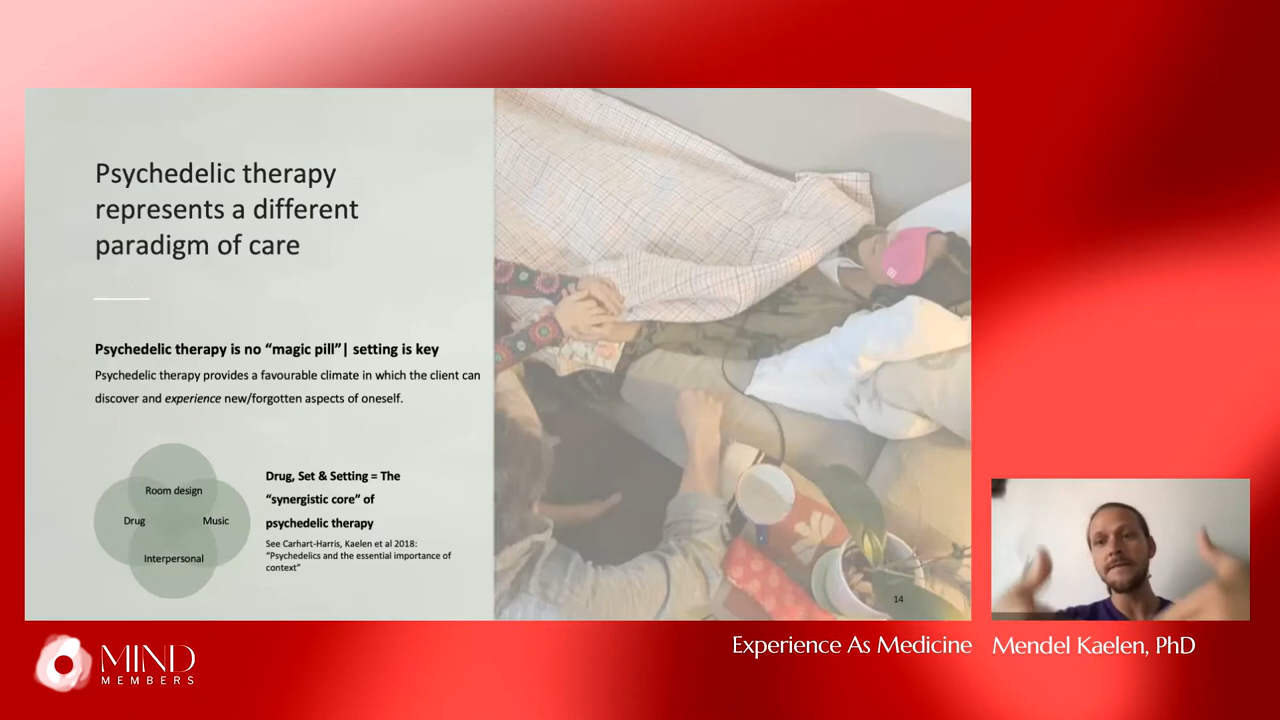 Psychedelic therapy
represents a different
paradigm of care
Psychedelic therapy is no “magic pill”| setting is key
Psychedelic therapy provides a favourable climate in which the client can
discover and experience new/forgotten aspects of oneself.
Room design
Drug
Music
Interpersonal
Drug, Set & Setting = The
“synergistic core” of
psychedelic therapy
See Carhart-Harris, Kaelen et al 2018:
“Psychedelics and the essential importance of
context”
14
MIND
MEMBERS
Experience As Medicine
Mendel Kaelen, PhD